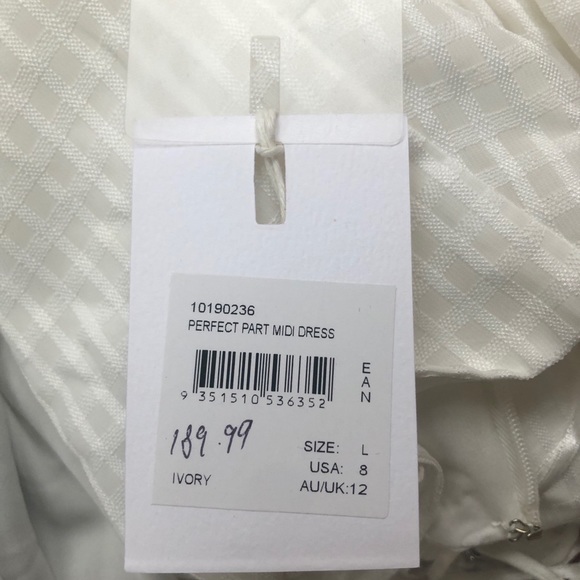 10190236
PERFECT PART MIDI DRESS
EAN
9 351510 536352
189.99
SIZE: L
USA: 8
IVORY
AU/UK:12